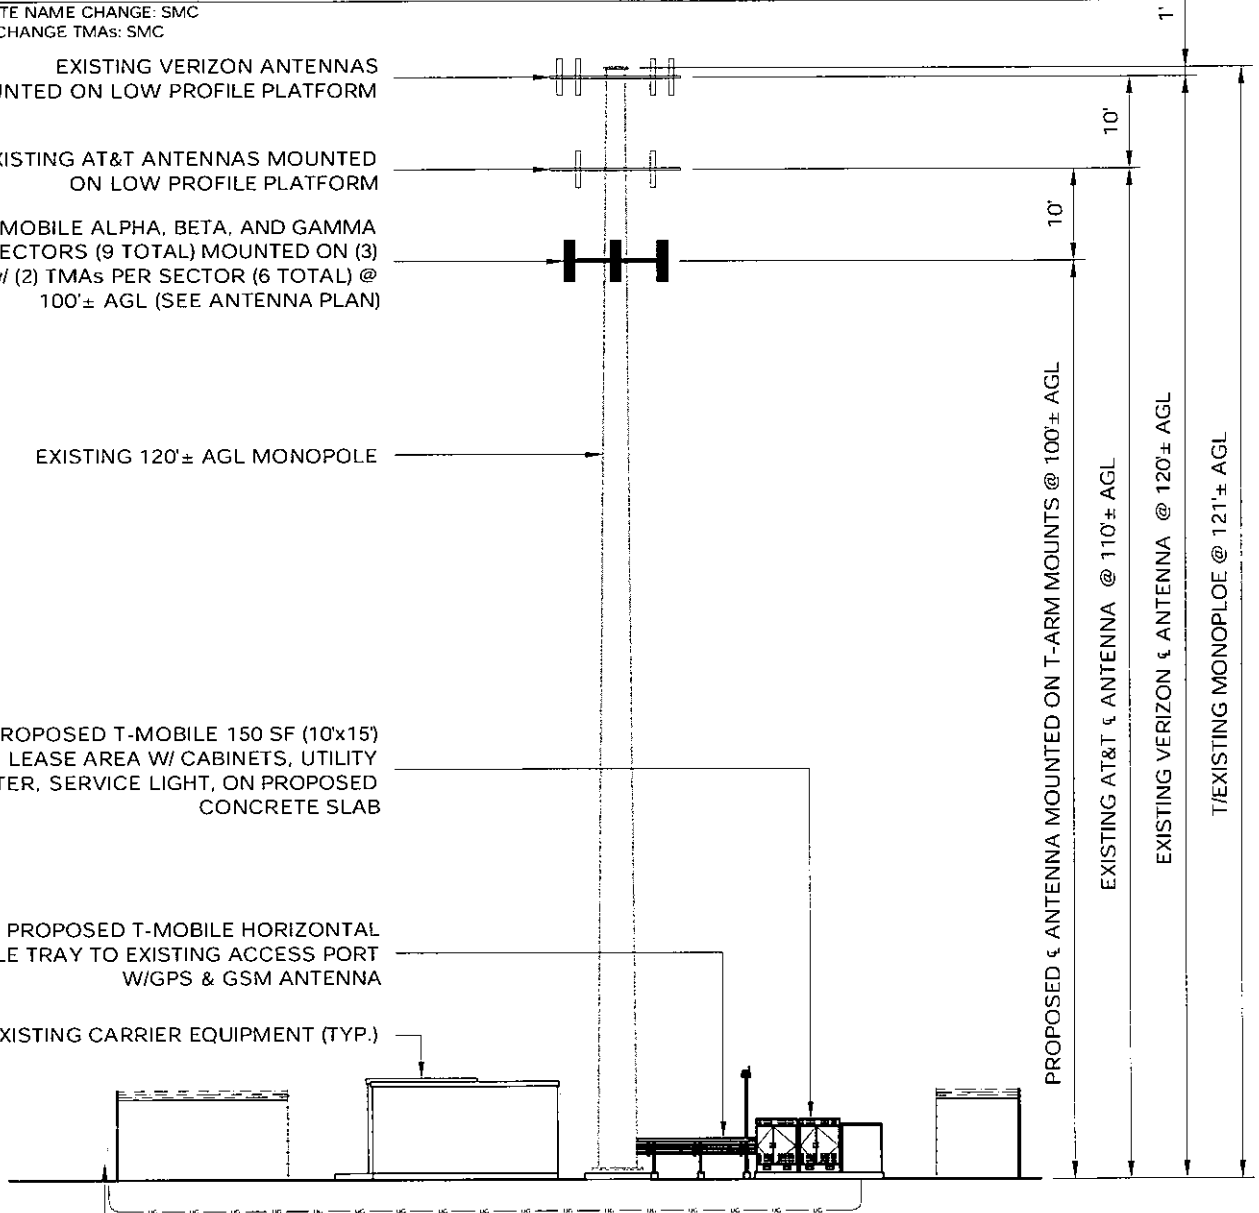 TE NAME CHANGE: SMC
CHANGE TMAs: SMC
EXISTING VERIZON ANTENNAS
UNTED ON LOW PROFILE PLATFORM
XISTING AT&T ANTENNAS MOUNTED
ON LOW PROFILE PLATFORM
MOBILE ALPHA, BETA, AND GAMMA
ECTORS (9 TOTAL) MOUNTED ON (3)
/ (2) TMAs PER SECTOR (6 TOTAL) @
100'± AGL (SEE ANTENNA PLAN)
EXISTING 120'± AGL MONOPOLE
ROPOSED T-MOBILE 150 SF (10'x15')
LEASE AREA W/ CABINETS, UTILITY
TER, SERVICE LIGHT, ON PROPOSED
CONCRETE SLAB
PROPOSED T-MOBILE HORIZONTAL
LE TRAY TO EXISTING ACCESS PORT
W/GPS & GSM ANTENNA
XISTING CARRIER EQUIPMENT (TYP.)
1'
10'
10'
PROPOSED ℄ ANTENNA MOUNTED ON T-ARM MOUNTS @ 100'± AGL
EXISTING AT&T ℄ ANTENNA @ 110'± AGL
EXISTING VERIZON ℄ ANTENNA @ 120'± AGL
T/EXISTING MONOPLOE @ 121'± AGL